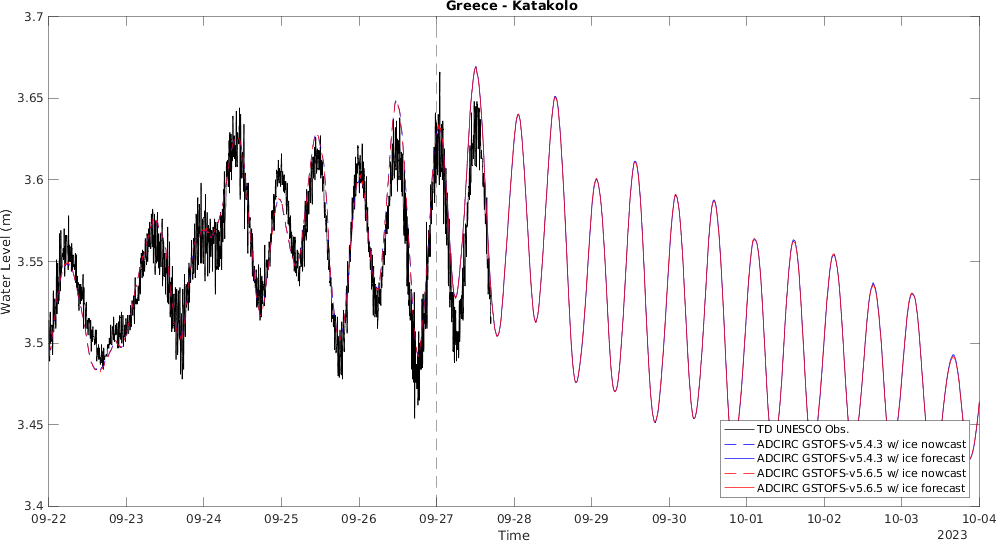 Greece - Katakolo
3.7
3.65
3.6
3.55
3.5
3.45
3.4
Water Level (m)
09-22 09-23 09-24 09-25 09-26 09-27 09-28 09-29 09-30 10-01 10-02 10-03 10-04
Time
2023
TD UNESCO Obs.
ADCIRC GSTOFS-v5.4.3 w/ ice nowcast
ADCIRC GSTOFS-v5.4.3 w/ ice forecast
ADCIRC GSTOFS-v5.6.5 w/ ice nowcast
ADCIRC GSTOFS-v5.6.5 w/ ice forecast